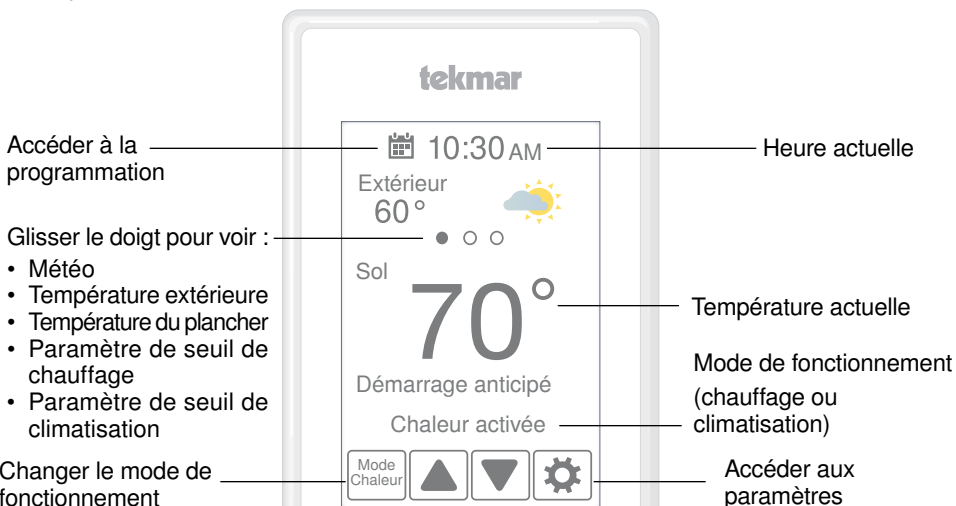 tekmar
Accéder à la
programmation
10:30 AM
Heure actuelle
Extérieur
60°
Glisser le doigt pour voir :
• Météo
• Température extérieure
• Température du plancher
• Paramètre de seuil de
chauffage
• Paramètre de seuil de
climatisation
Sol
70°
Température actuelle
Démarrage anticipé
Mode de fonctionnement
(chauffage ou
climatisation)
Chaleur activée
Changer le mode de
fonctionnement
Mode
Chaleur
Accéder aux
paramètres